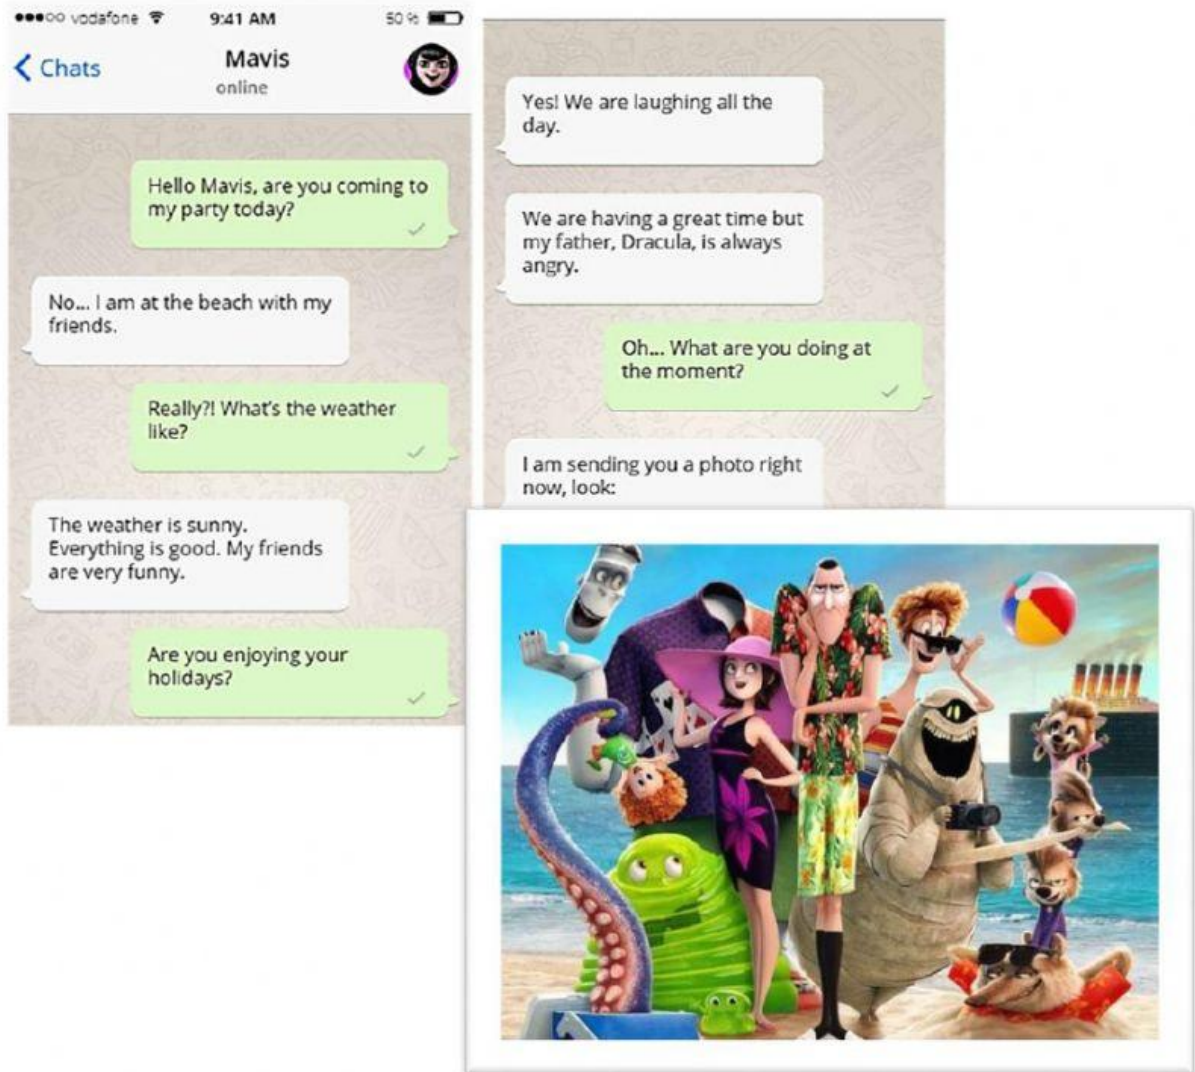 vodafone
9:41 AM
50 %
Chats
Mavis
online
Hello Mavis, are you coming to
my party today?
No... I am at the beach with my
friends.
Really?! What's the weather
like?
The weather is sunny.
Everything is good. My friends
are very funny.
Are you enjoying your
holidays?
Yes! We are laughing all the
day.
We are having a great time but
my father, Dracula, is always
angry.
Oh... What are you doing at
the moment?
I am sending you a photo right
now, look: